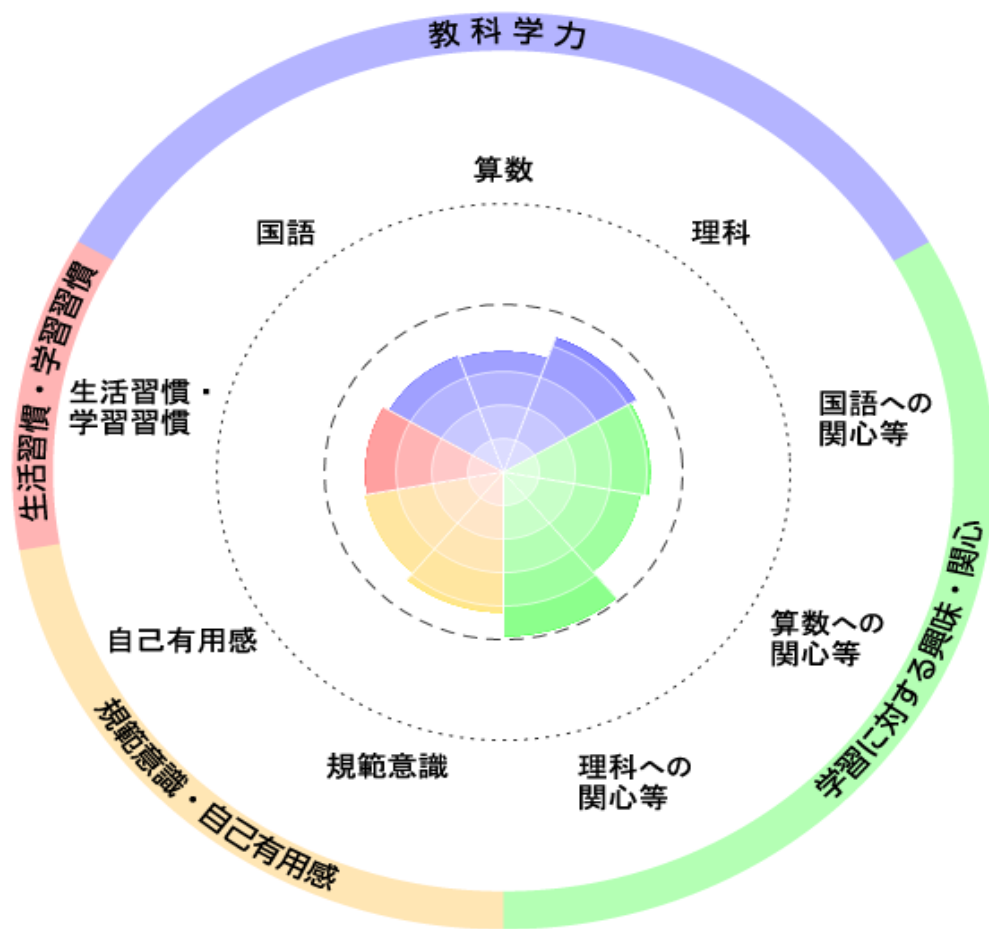 教科学力
算数
国語
理科
生活習慣・学習習慣
生活習慣・
学習習慣
国語への
関心等
自己有用感
算数への
関心等
学習に対する興味・関心
規範意識・自己有用感
規範意識
理科への
関心等